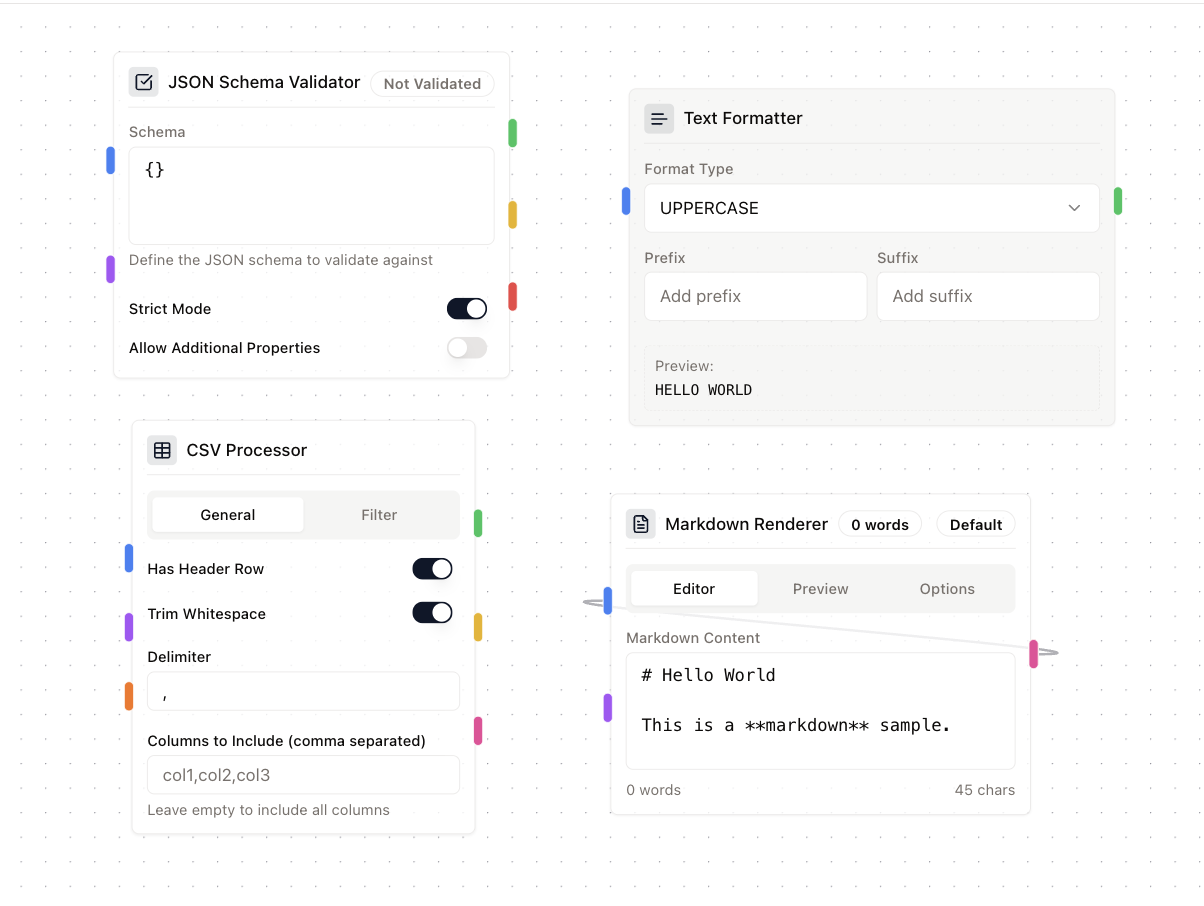 JSON Schema Validator
Not Validated
Schema
{}
Define the JSON schema to validate against
Strict Mode
Allow Additional Properties
Text Formatter
Format Type
UPPERCASE
Prefix
Suffix
Add prefix
Add suffix
Preview:
HELLO WORLD
CSV Processor
General
Filter
Has Header Row
Trim Whitespace
Delimiter
,
Columns to Include (comma separated)
col1,col2,col3
Leave empty to include all columns
Markdown Renderer
0 words
Default
Editor
Preview
Options
Markdown Content
# Hello World
This is a **markdown** sample.
0 words
45 chars